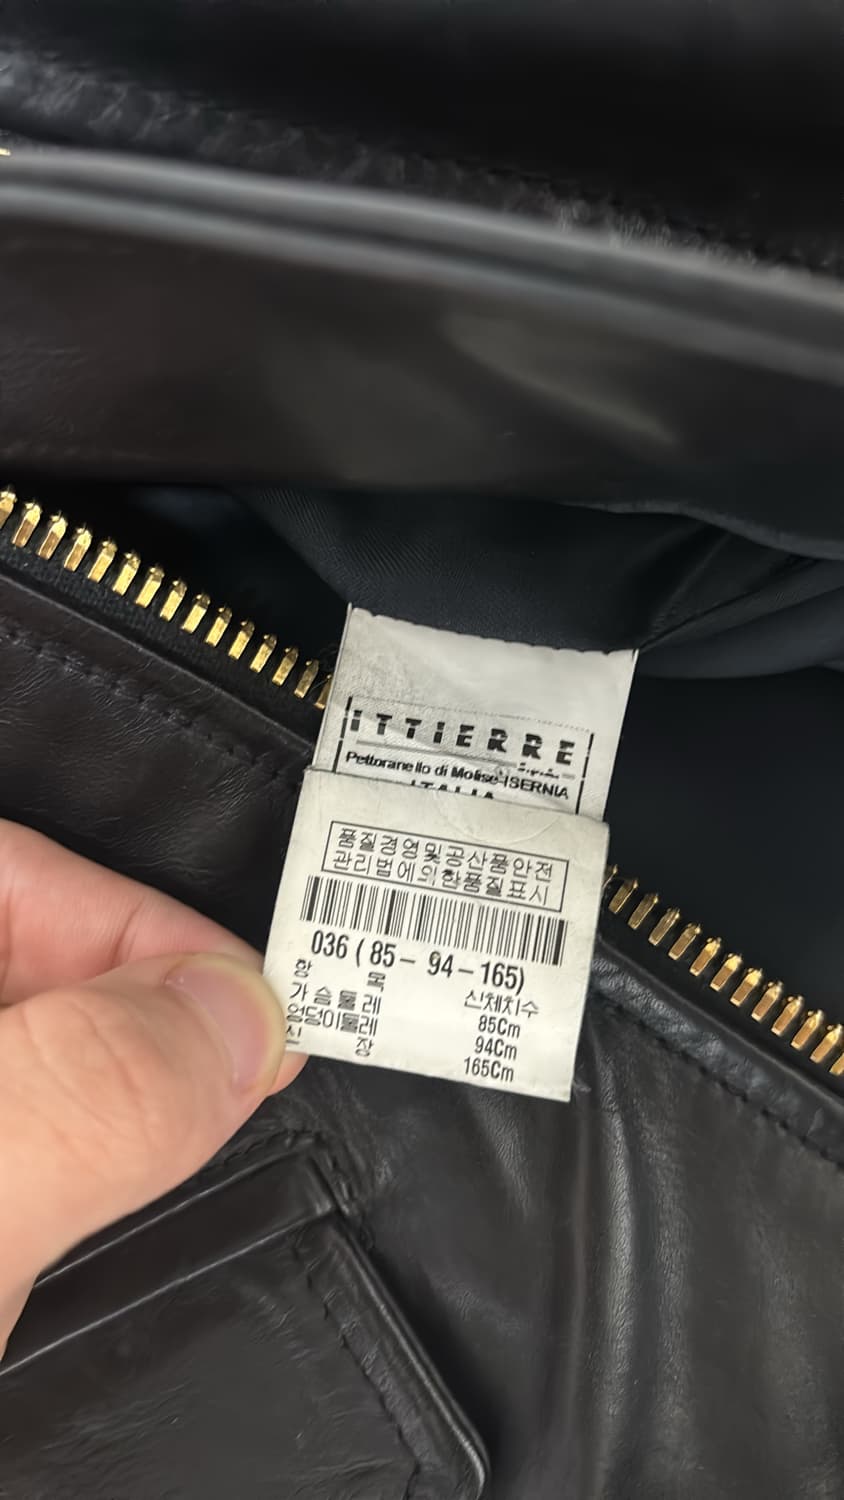 ITTIERRE
S.p.A.
Pettoranello di Molise-ISERNIA
ITALIA
품질경영및공산품안전
관리법에의한품질표시
036 ( 85 - 94 - 165)
항 목 신체치수
가슴둘레 85Cm
엉덩이둘레 94Cm
신 장 165Cm